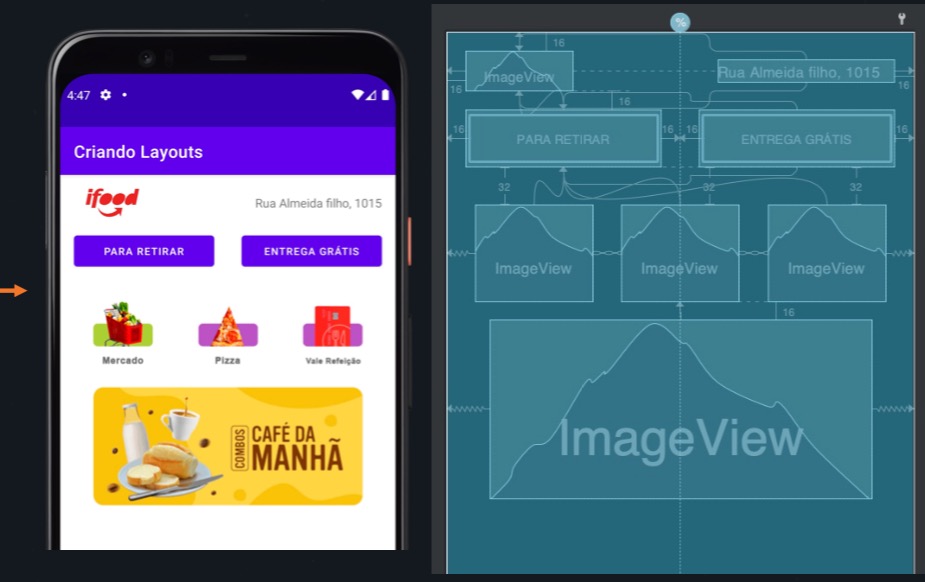 4:47
Criando Layouts
ifood
Rua Almeida filho, 1015
PARA RETIRAR
ENTREGA GRÁTIS
Mercado
Pizza
Vale Refeição
COMBOS
CAFÉ DA
MANHÃ
%
16
ImageView
Rua Almeida filho, 1015
16
16
16
16
PARA RETIRAR
16
16
ENTREGA GRÀTIS
16
32
32
32
ImageView
ImageView
ImageView
16
ImageView